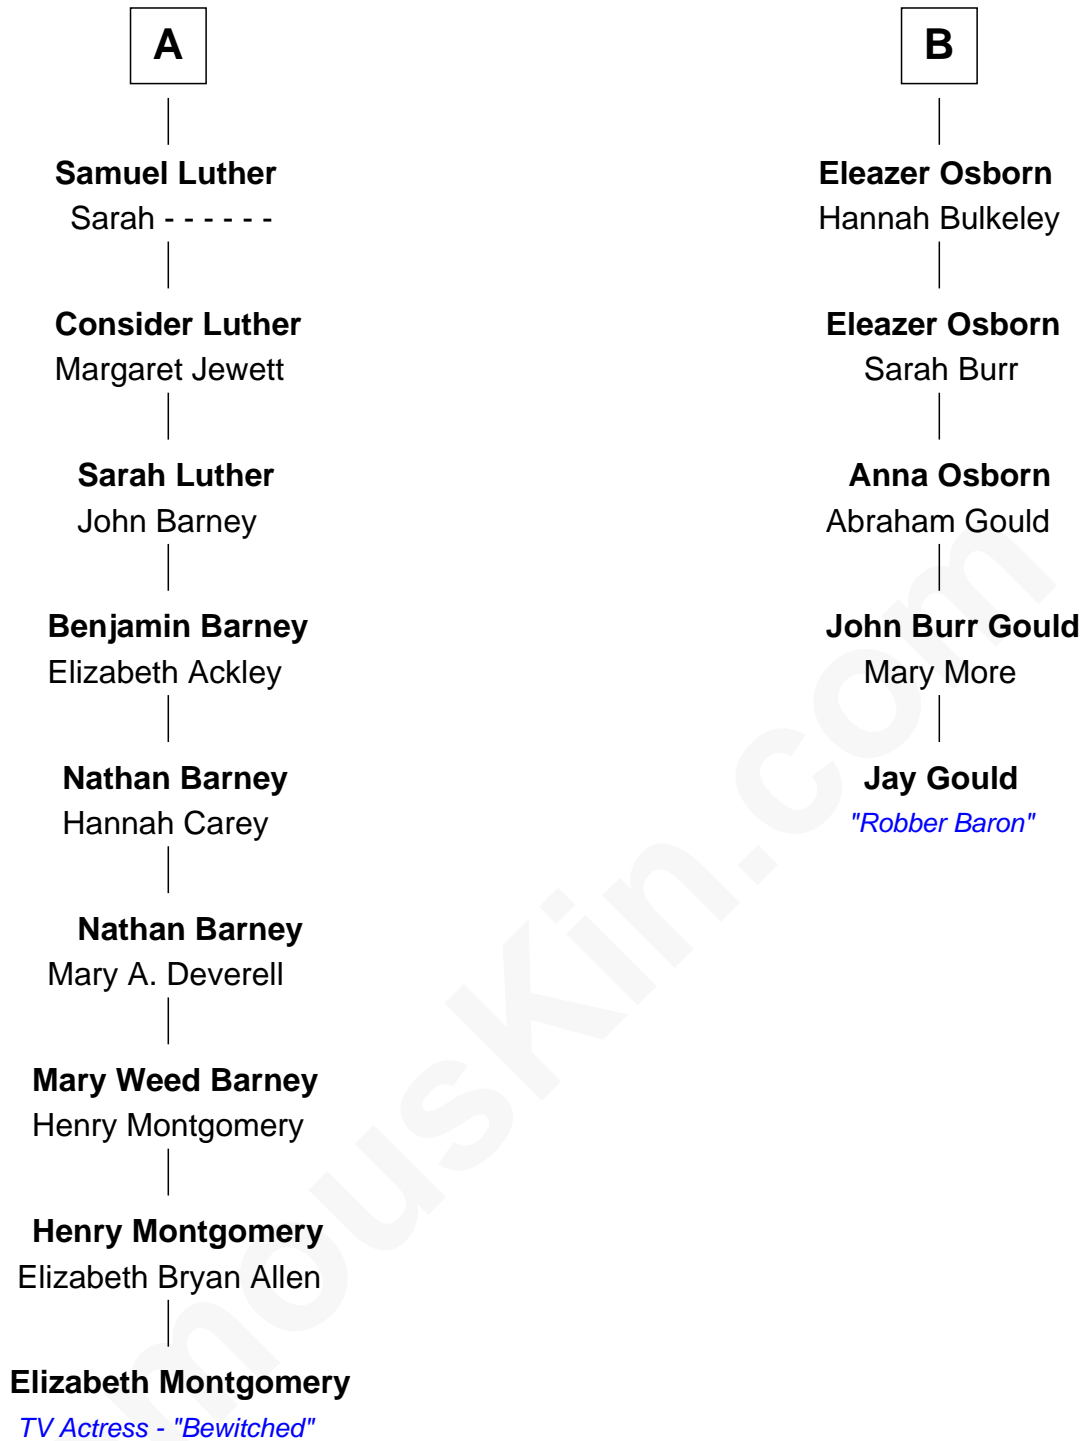 A
Samuel Luther
Sarah - - - - - -
Consider Luther
Margaret Jewett
Sarah Luther
John Barney
Benjamin Barney
Elizabeth Ackley
Nathan Barney
Hannah Carey
Nathan Barney
Mary A. Deverell
Mary Weed Barney
Henry Montgomery
Henry Montgomery
Elizabeth Bryan Allen
Elizabeth Montgomery
TV Actress - "Bewitched"
B
Eleazer Osborn
Hannah Bulkeley
Eleazer Osborn
Sarah Burr
Anna Osborn
Abraham Gould
John Burr Gould
Mary More
Jay Gould
"Robber Baron"
mousKin.com